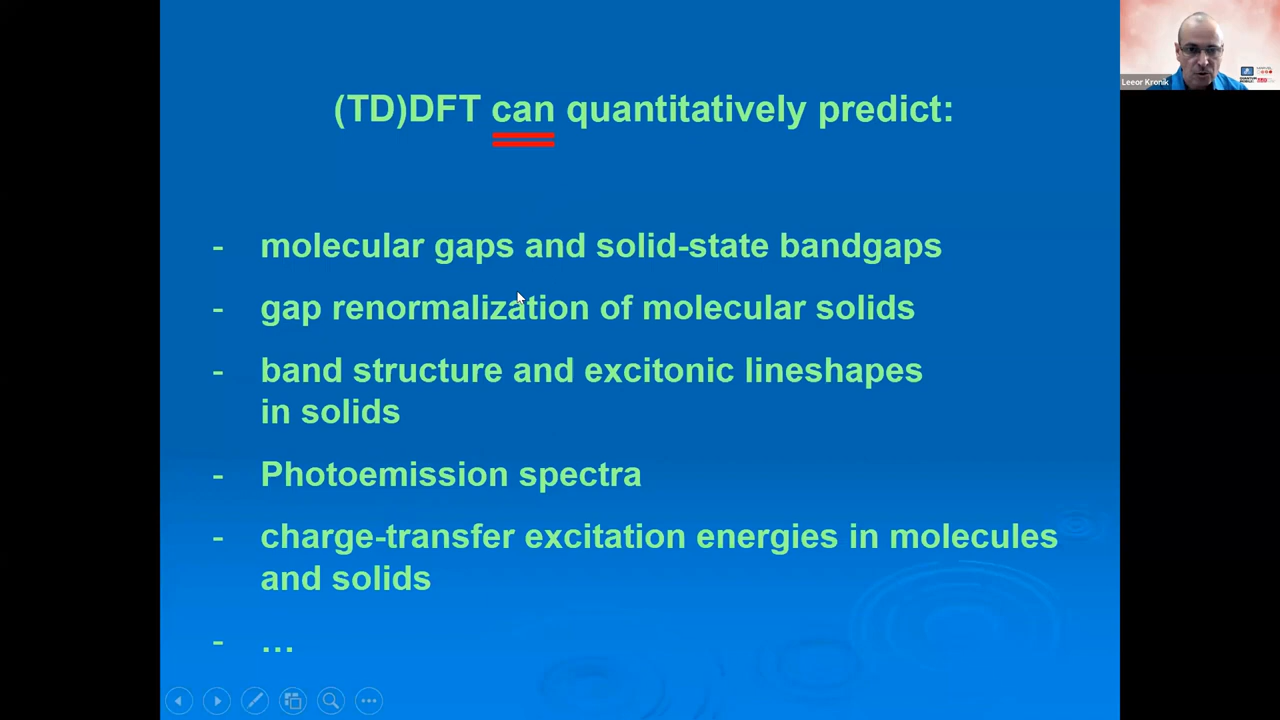 (TD)DFT can quantitatively predict:
- molecular gaps and solid-state bandgaps
- gap renormalization of molecular solids
- band structure and excitonic lineshapes
in solids
- Photoemission spectra
- charge-transfer excitation energies in molecules
and solids
- …
Leeor Kronik